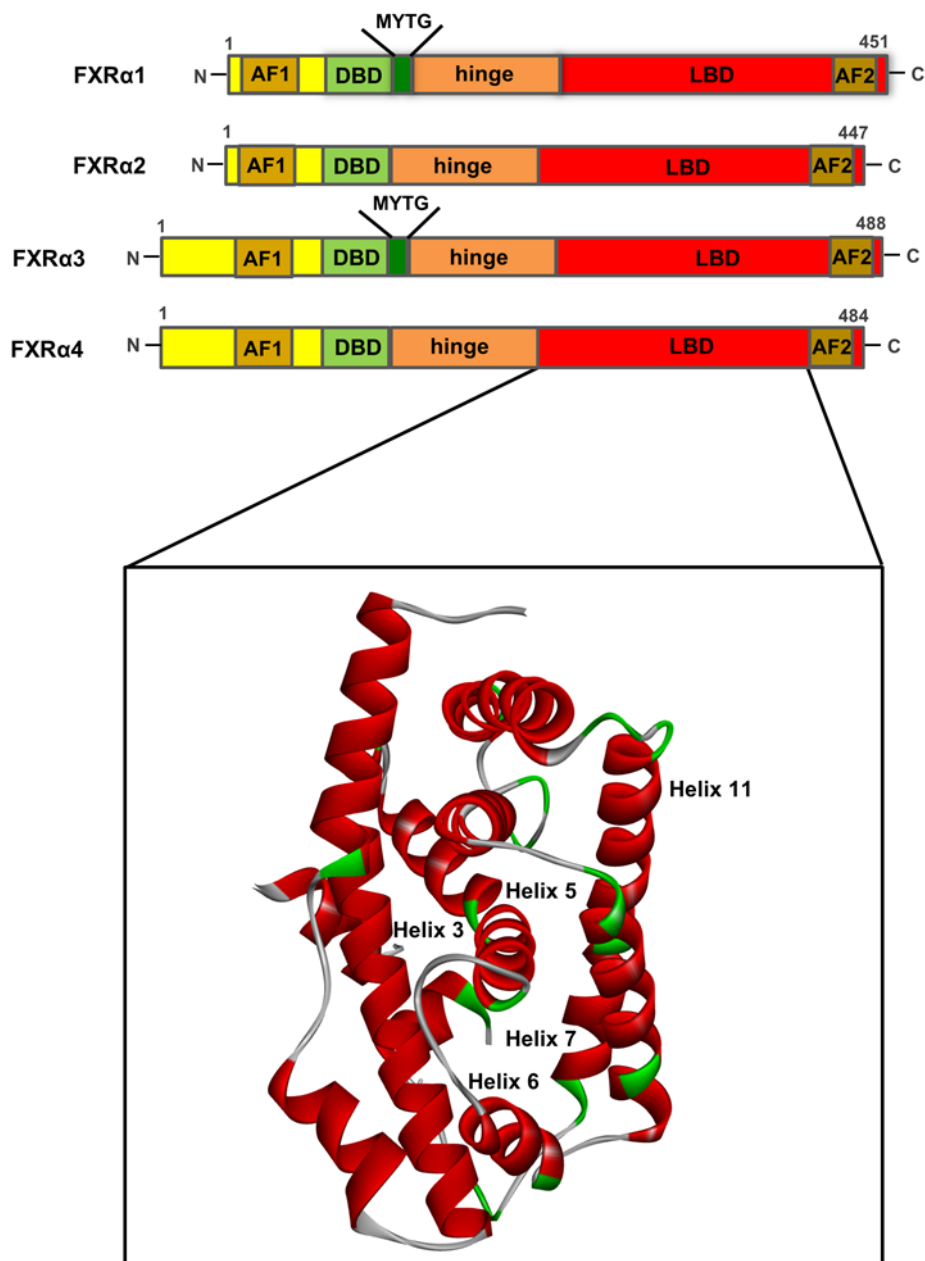 MYTG
1 451
FXRα1 N AF1 DBD hinge LBD AF2 C
1 447
FXRα2 N AF1 DBD hinge LBD AF2 C
MYTG
1 488
FXRα3 N AF1 DBD hinge LBD AF2 C
1 484
FXRα4 N AF1 DBD hinge LBD AF2 C
Helix 11
Helix 5
Helix 3
Helix 7
Helix 6